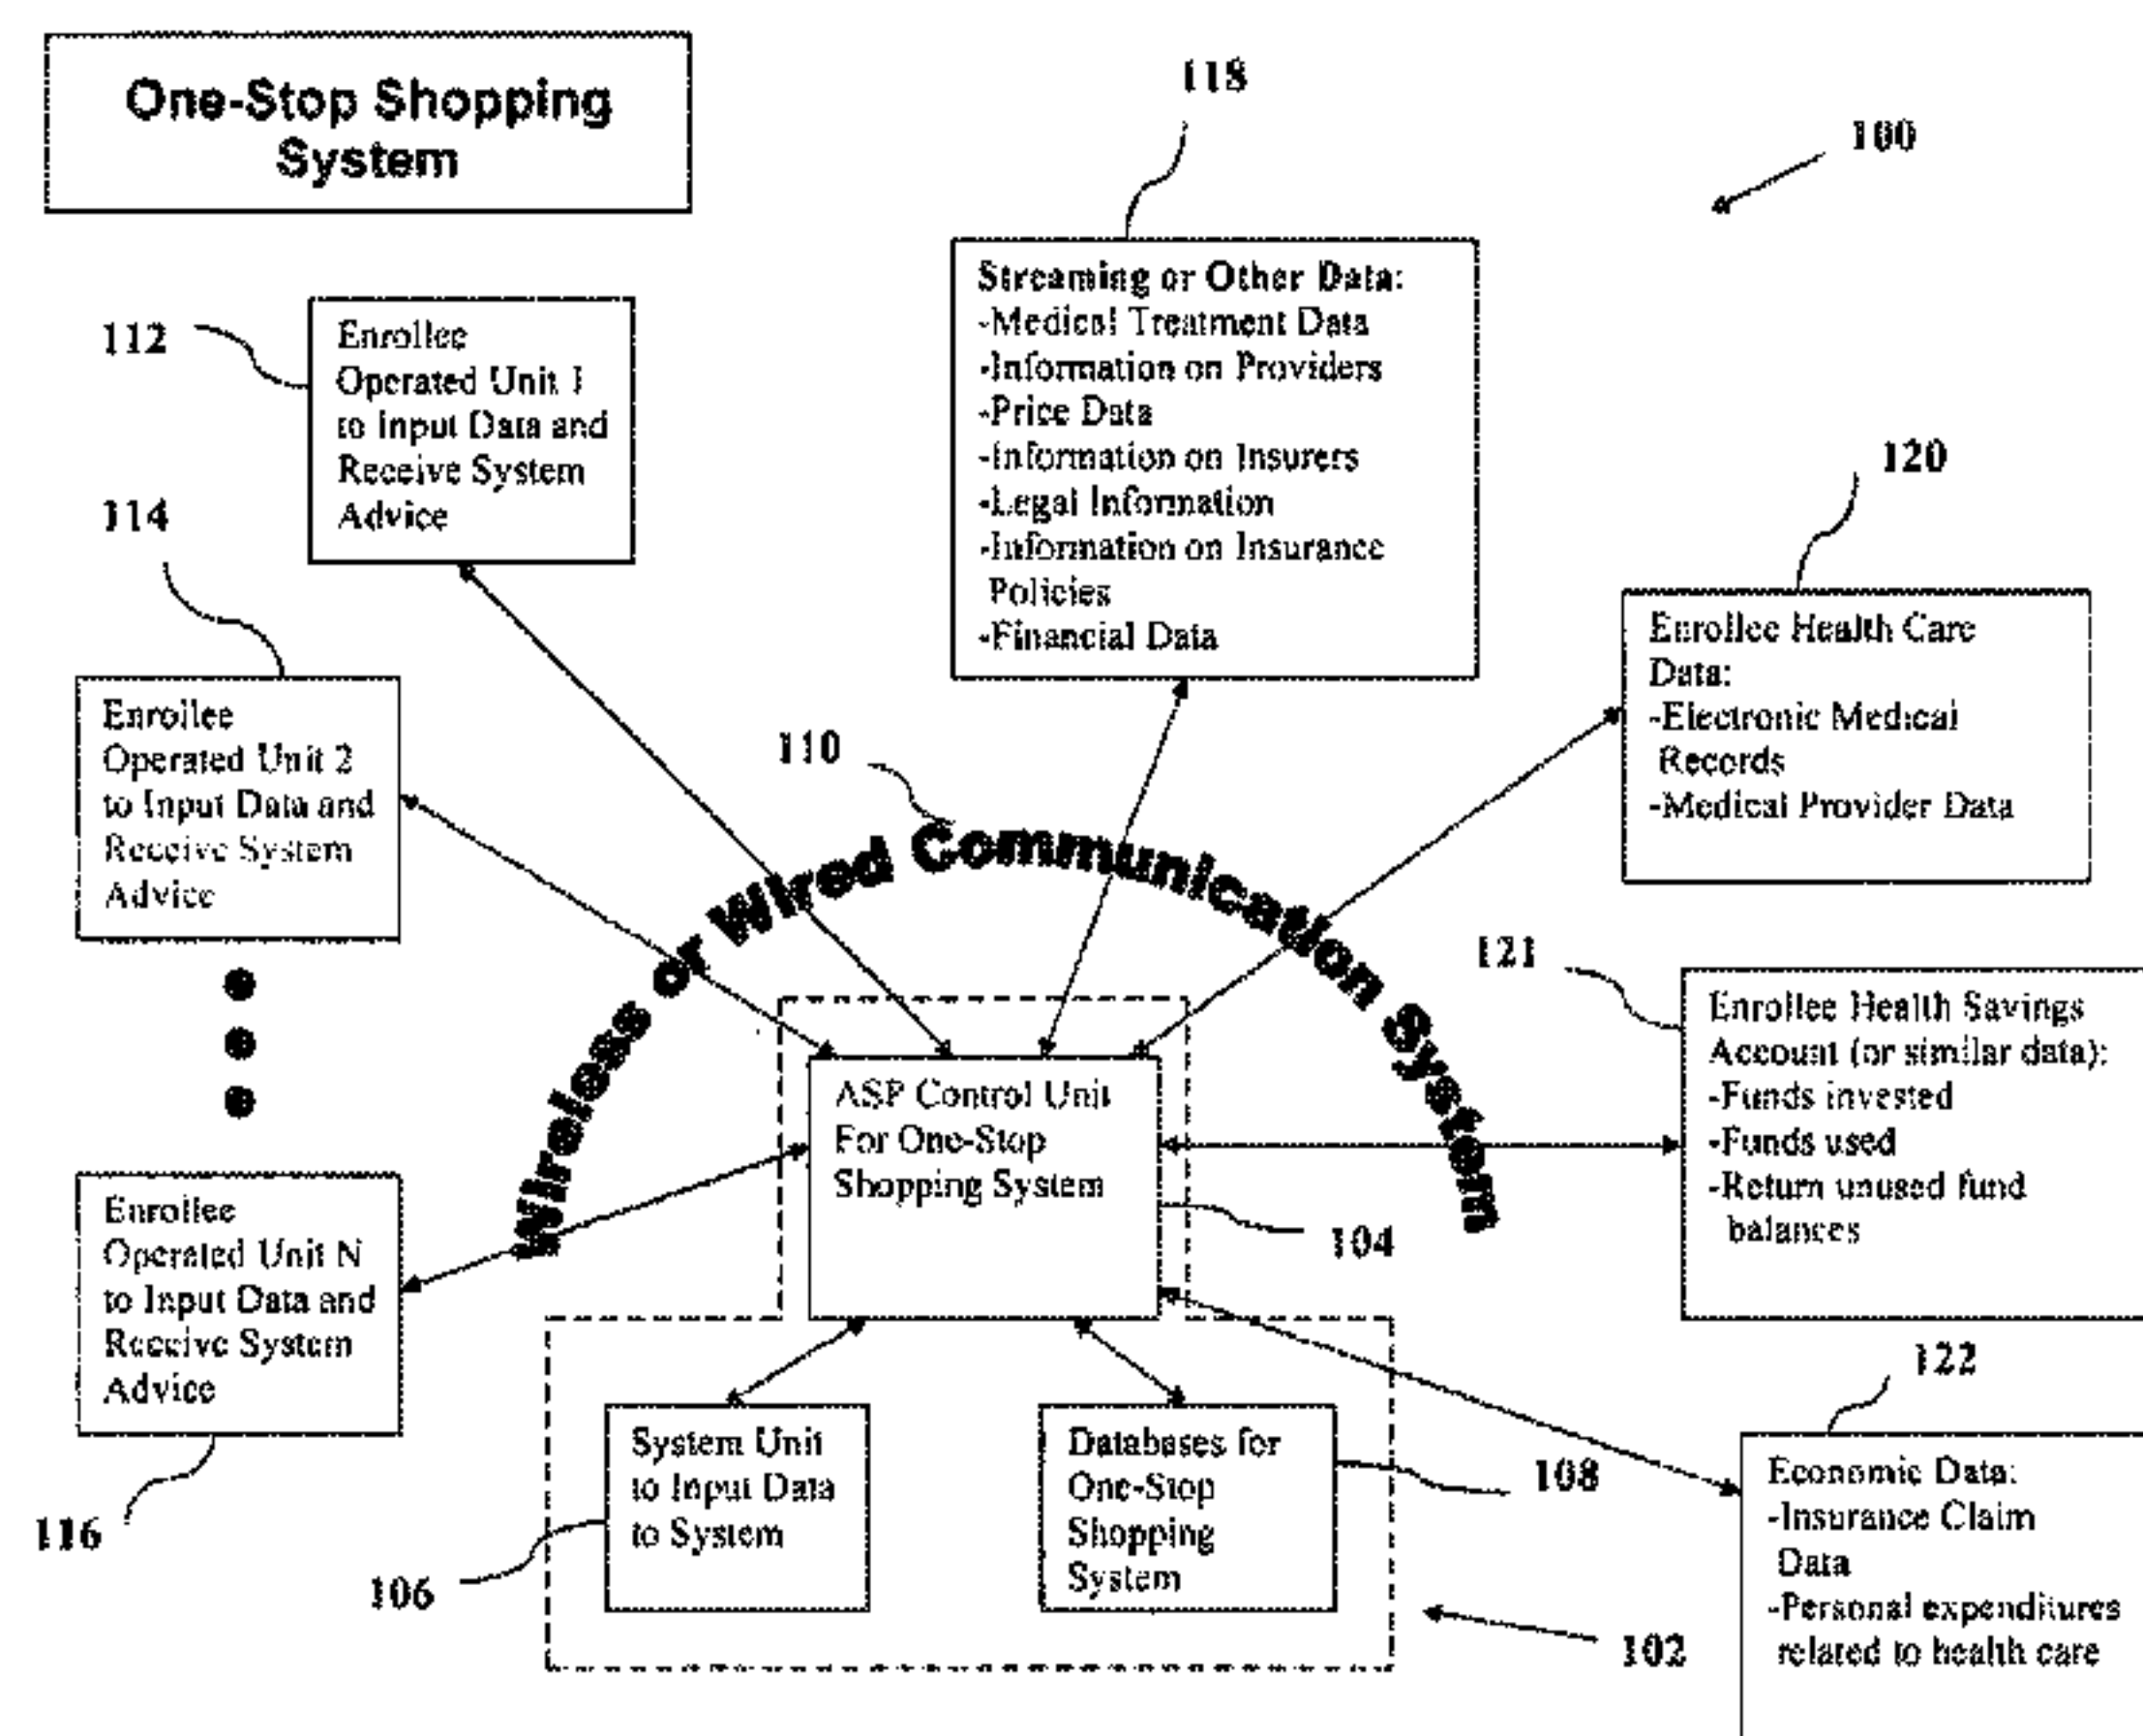 One-Stop Shopping
System
118
100
112
Enrollee
Operated Unit 1
to Input Data and
Receive System
Advice
Streaming or Other Data:
-Medical Treatment Data
-Information on Providers
-Price Data
-Information on Insurers
-Legal Information
-Information on Insurance
Policies
-Financial Data
120
Enrollee Health Care
Data:
-Electronic Medical
Records
-Medical Provider Data
114
Enrollee
Operated Unit 2
to Input Data and
Receive System
Advice
110
Wireless or Wired Communication System
121
Enrollee Health Savings
Account (or similar data):
-Funds invested
-Funds used
-Return unused fund
balances
ASP Control Unit
For One-Stop
Shopping System
104
Enrollee
Operated Unit N
to Input Data and
Receive System
Advice
116
122
System Unit
to Input Data
to System
106
Databases for
One-Stop
Shopping
System
108
102
Economic Data:
-Insurance Claim
Data
-Personal expenditures
related to health care